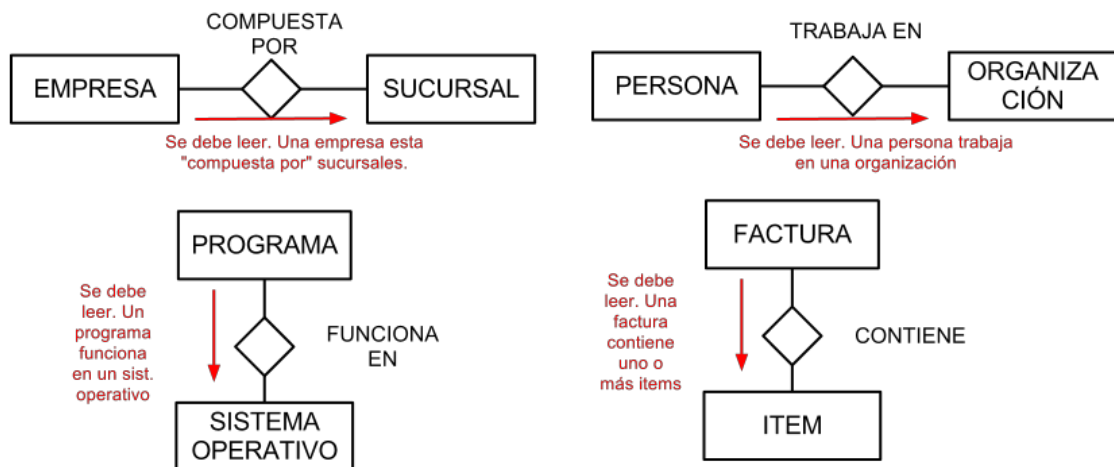 COMPUESTA
POR
EMPRESA
SUCURSAL
Se debe leer. Una empresa esta
"compuesta por" sucursales.
TRABAJA EN
PERSONA
ORGANIZA
CIÓN
Se debe leer. Una persona trabaja
en una organización
PROGRAMA
Se debe
leer. Un
programa
funciona
en un sist.
operativo
FUNCIONA
EN
SISTEMA
OPERATIVO
FACTURA
Se debe
leer. Una
factura
contiene
uno o
más items
CONTIENE
ITEM